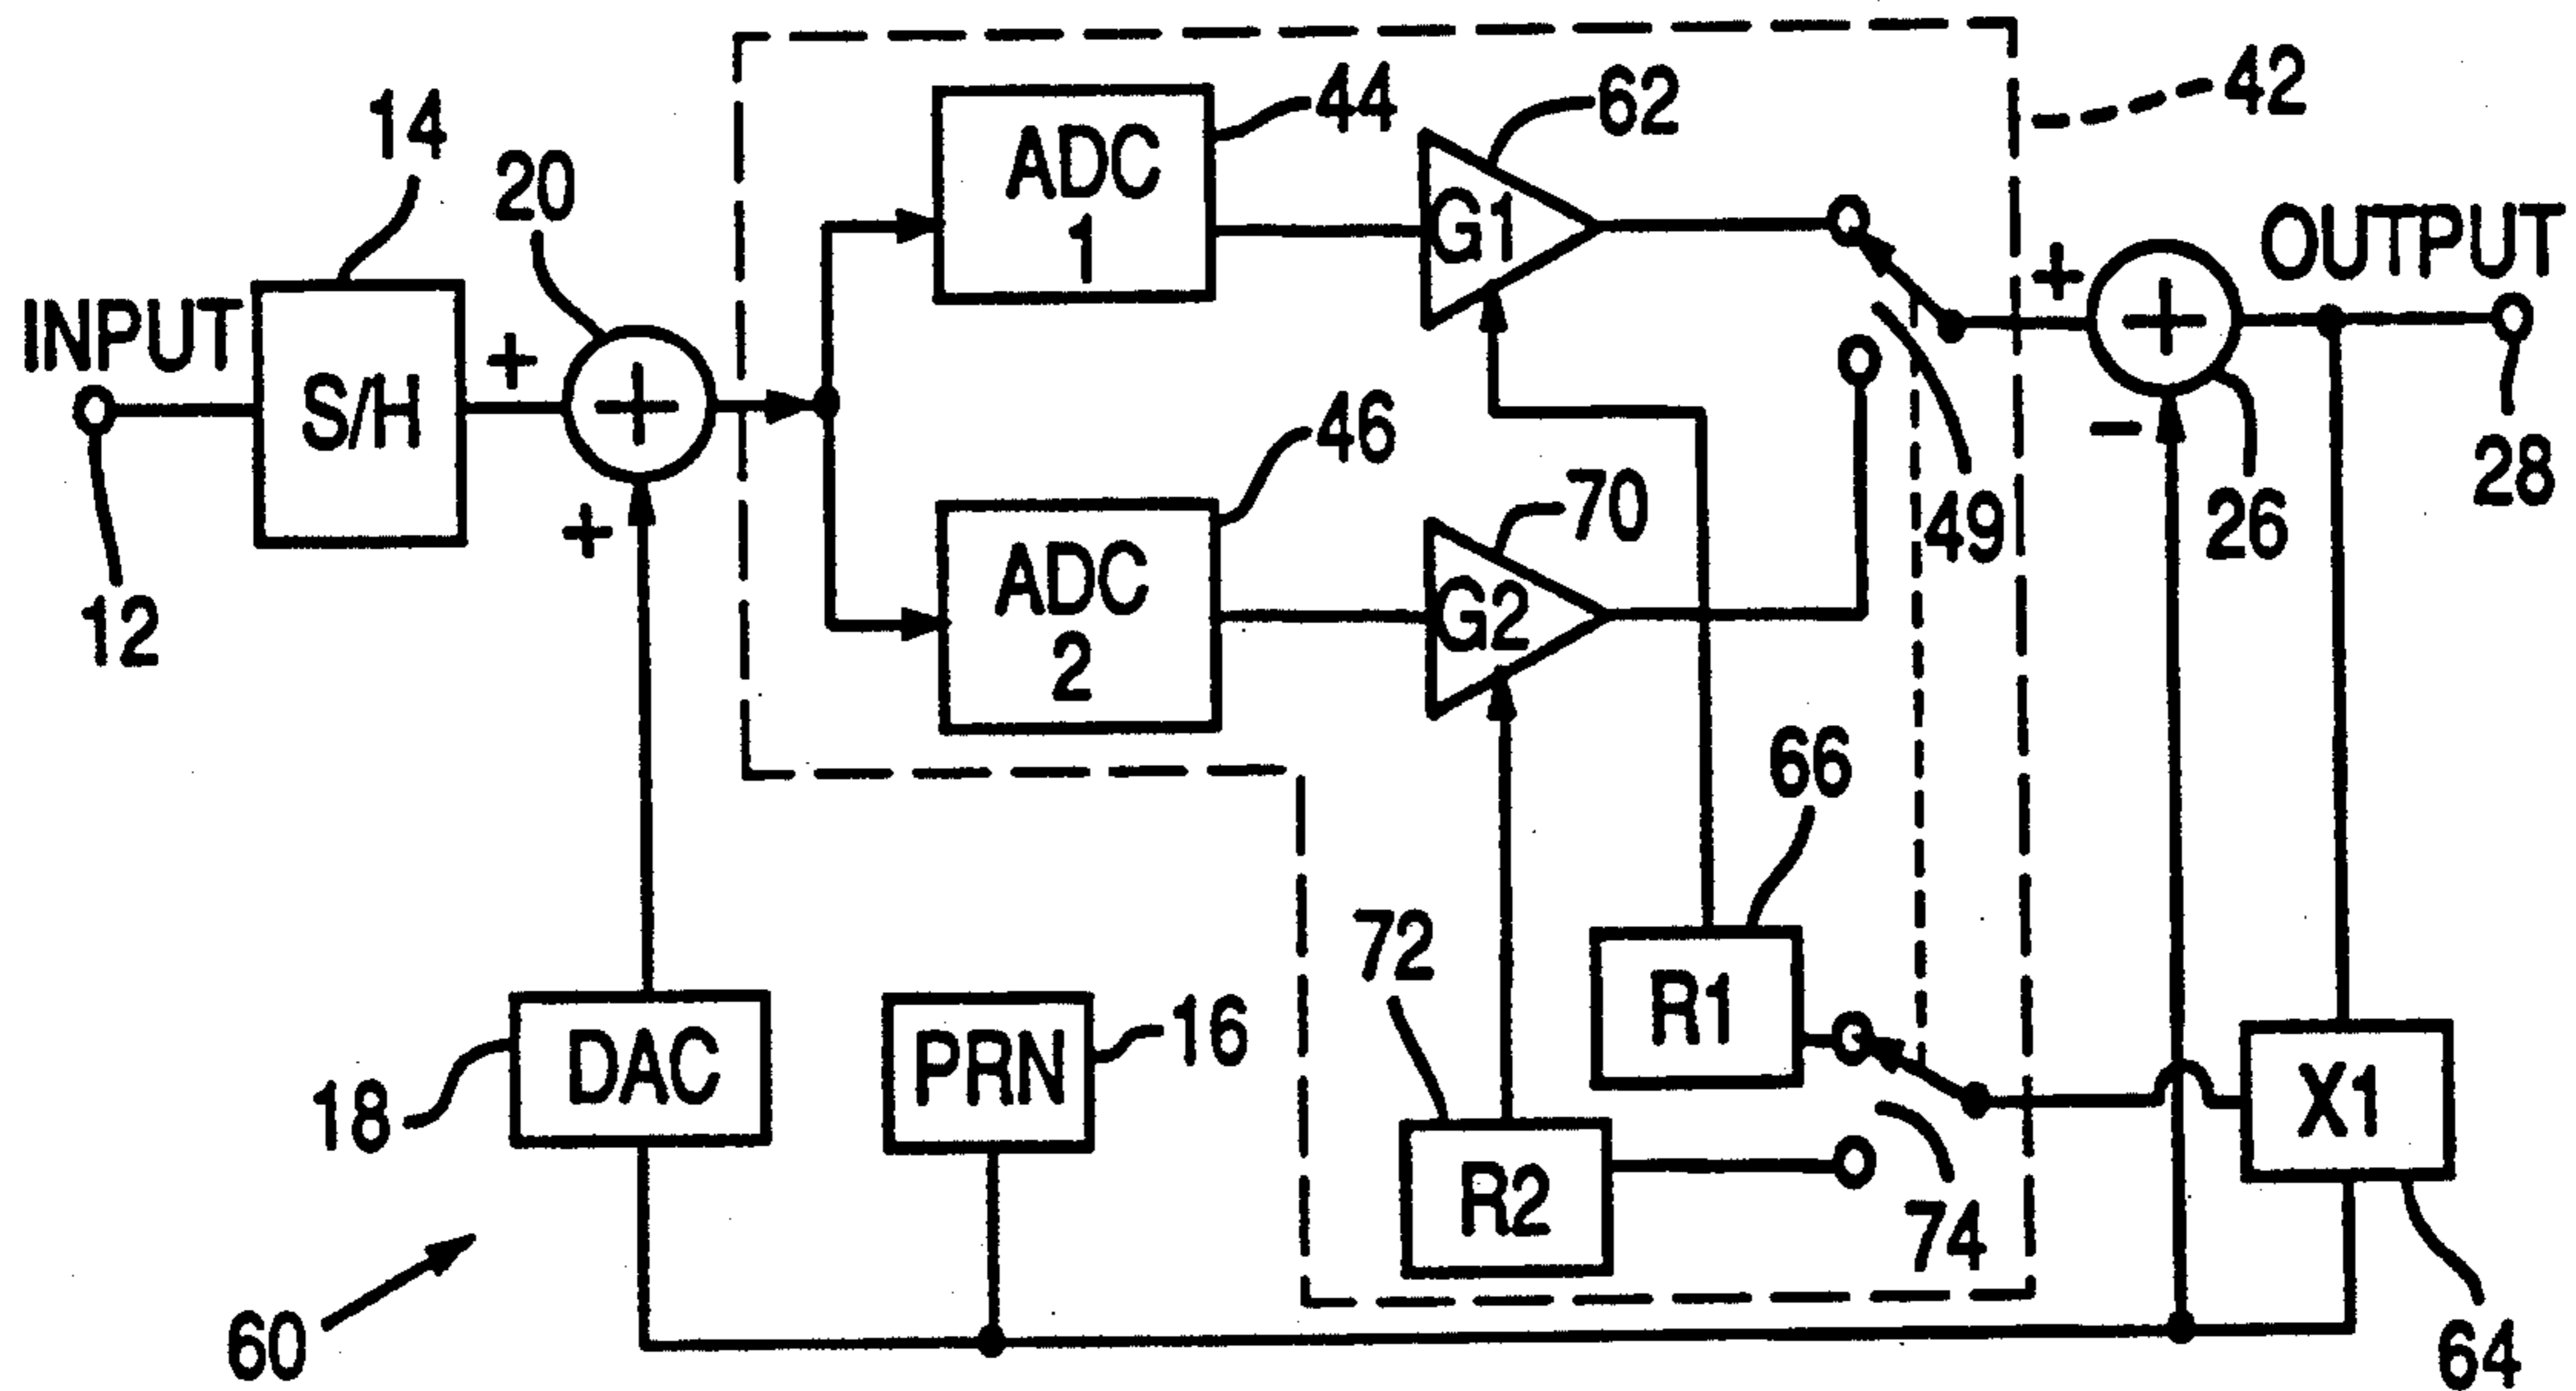 42
44
62
14
ADC
1
20
G1
OUTPUT
+
INPUT
+
+
S/H
+
46
49
26
28
−
70
+
ADC
2
G2
12
66
72
R1
DAC
PRN
16
X1
18
R2
74
60
64